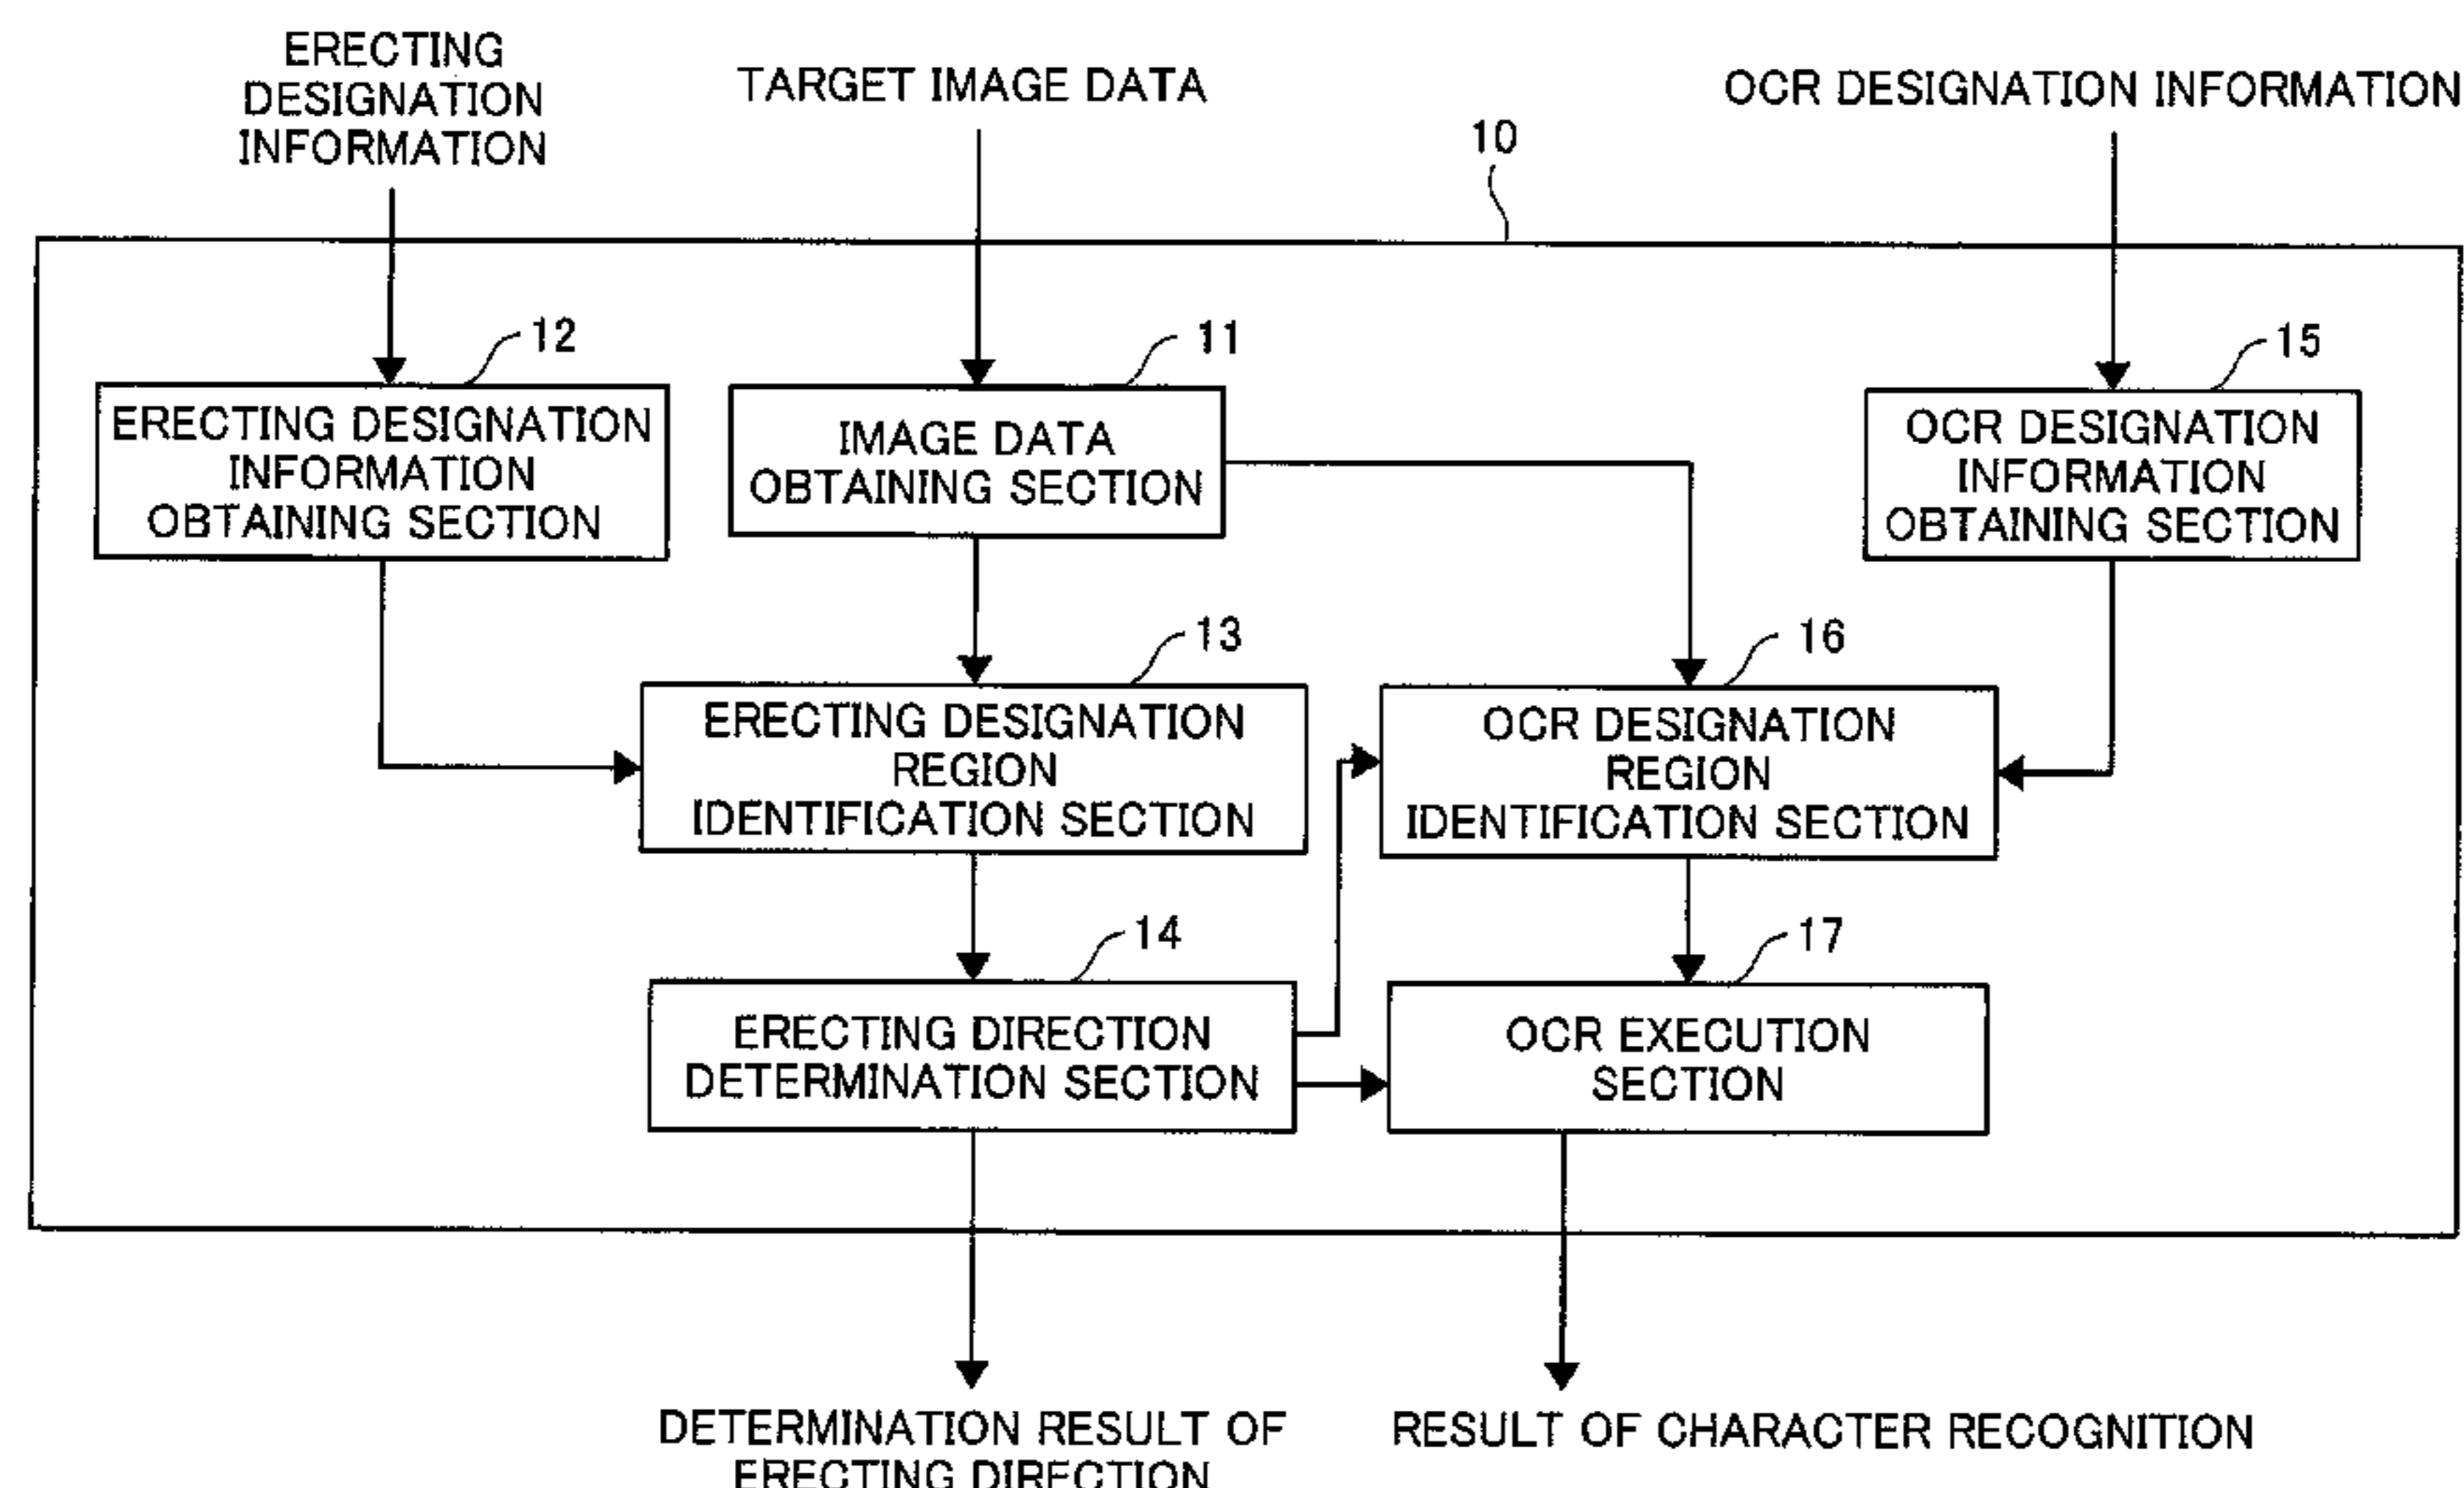 ERECTING
DESIGNATION
INFORMATION
TARGET IMAGE DATA
OCR DESIGNATION INFORMATION
10
12
11
15
ERECTING DESIGNATION
INFORMATION
OBTAINING SECTION
IMAGE DATA
OBTAINING SECTION
OCR DESIGNATION
INFORMATION
OBTAINING SECTION
13
16
ERECTING DESIGNATION
REGION
IDENTIFICATION SECTION
OCR DESIGNATION
REGION
IDENTIFICATION SECTION
14
17
ERECTING DIRECTION
DETERMINATION SECTION
OCR EXECUTION
SECTION
DETERMINATION RESULT OF
ERECTING DIRECTION
RESULT OF CHARACTER RECOGNITION